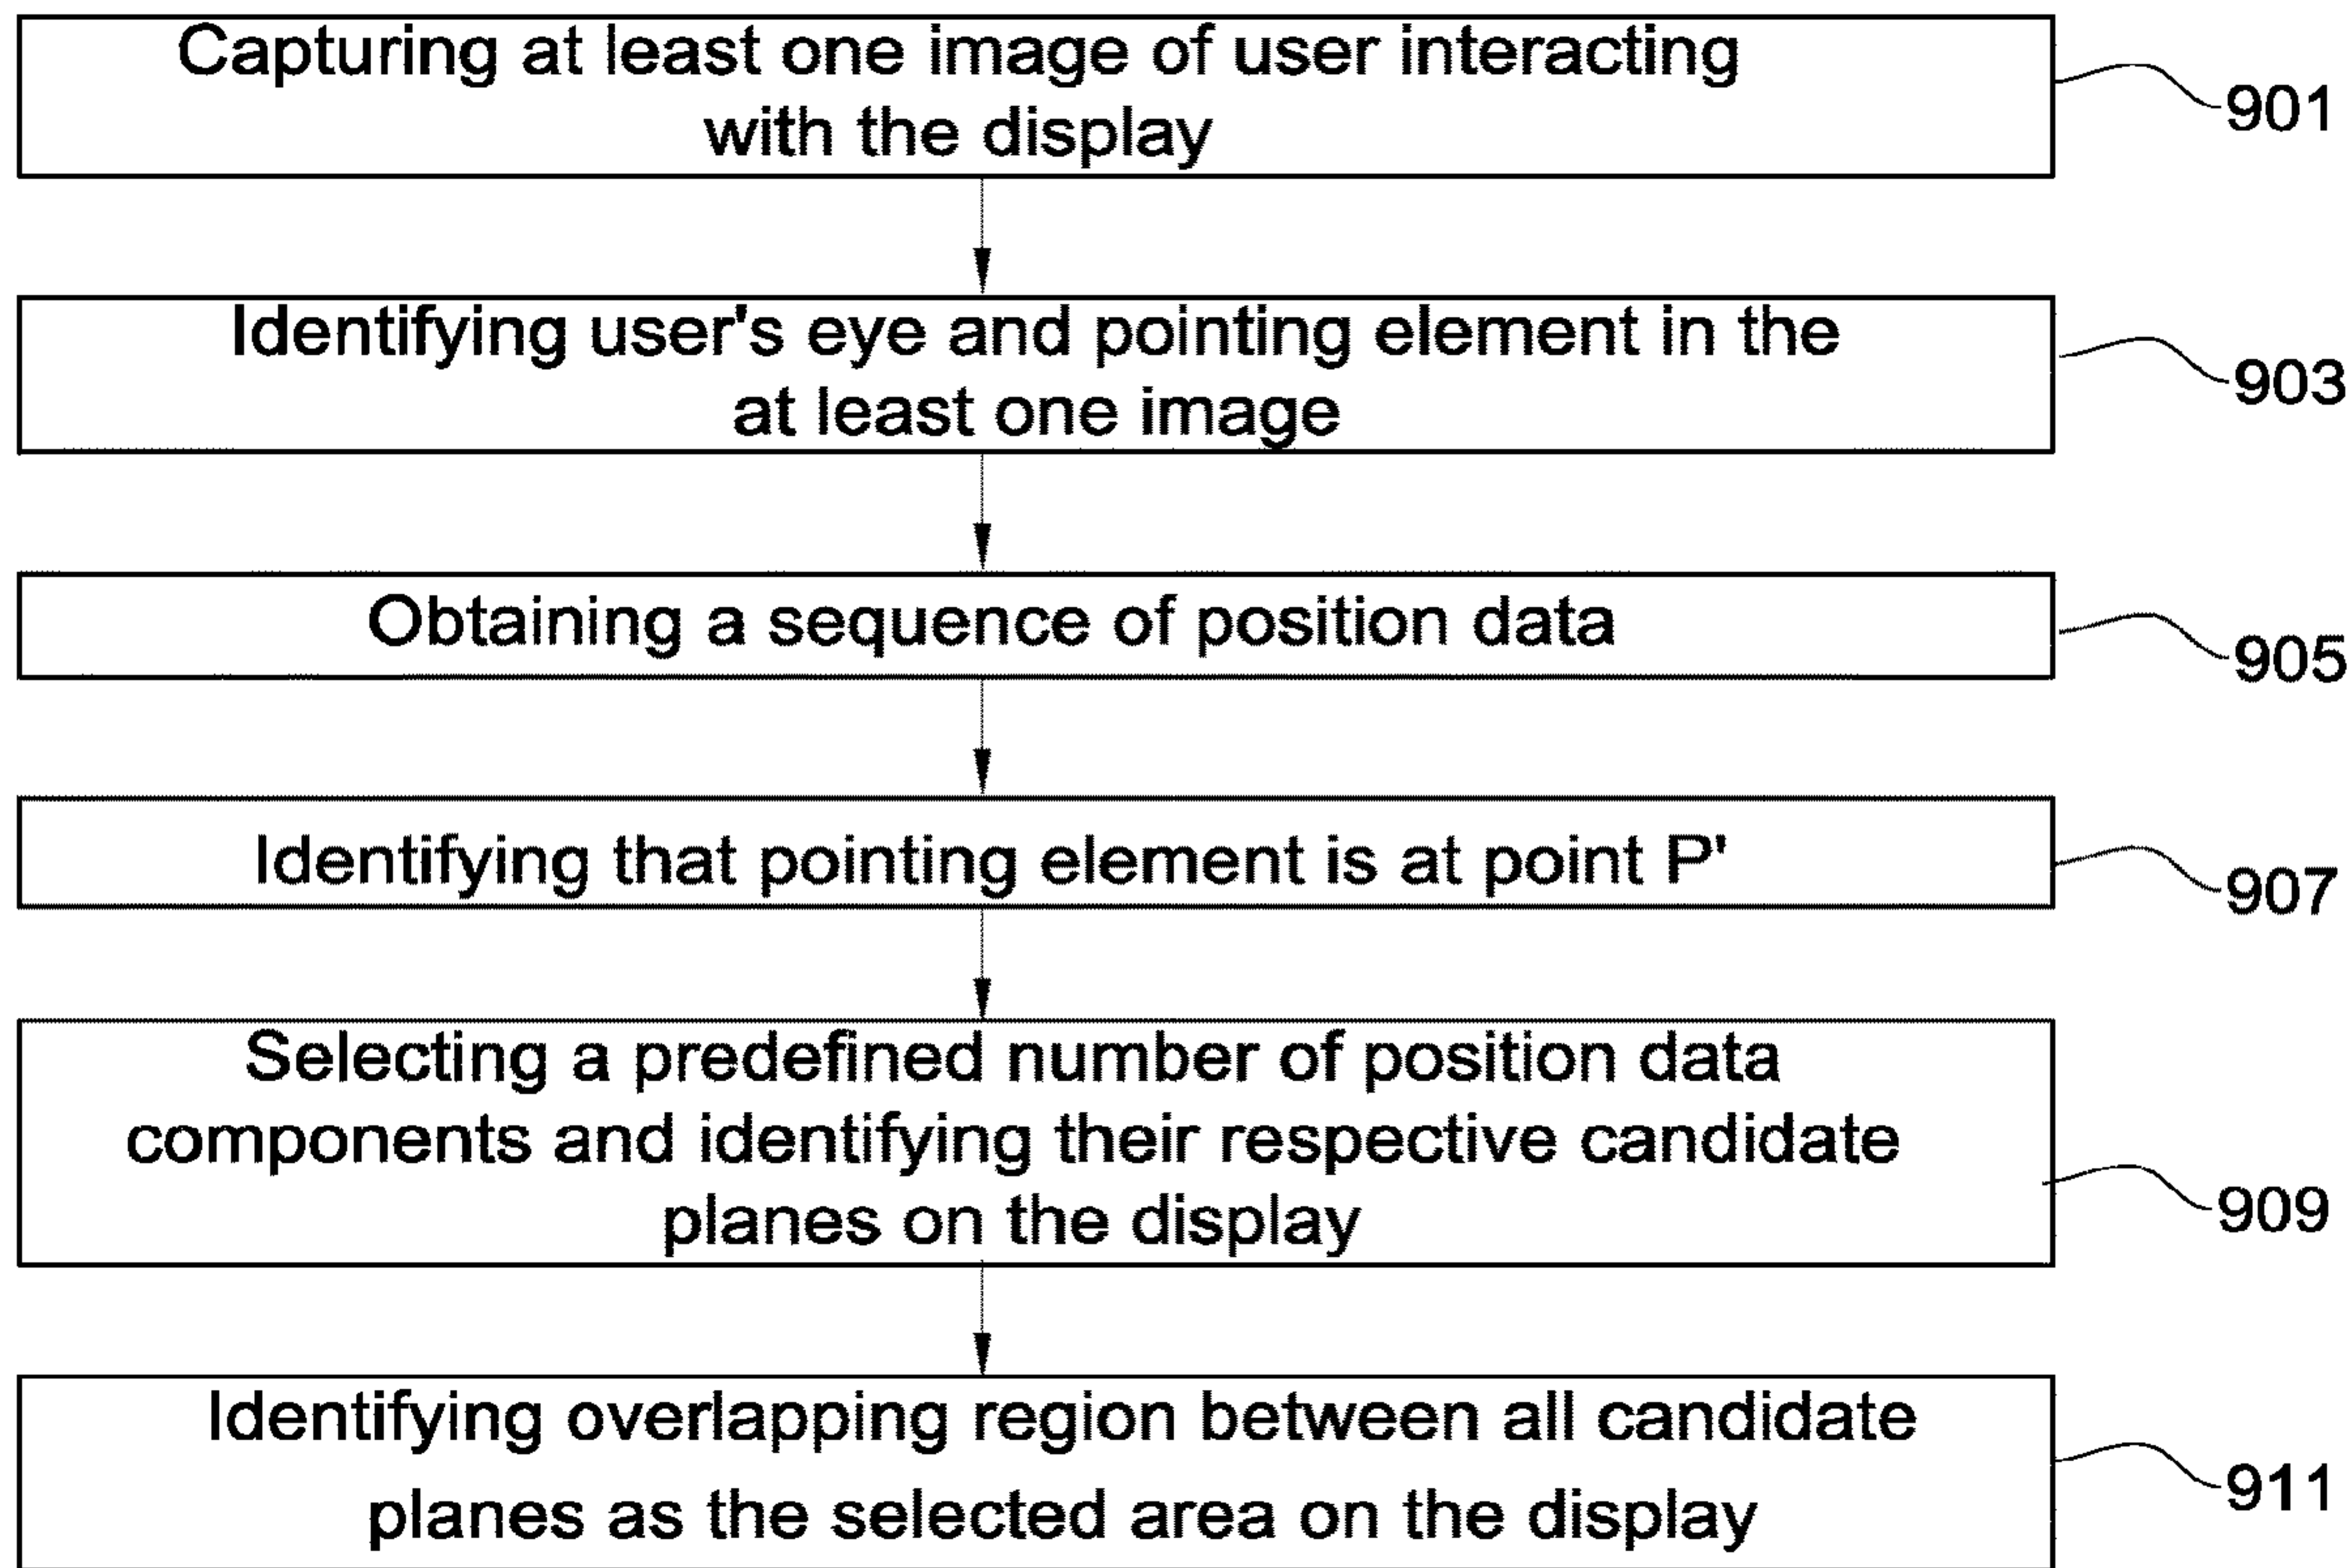 Capturing at least one image of user interacting
with the display
901
Identifying user's eye and pointing element in the
at least one image
903
Obtaining a sequence of position data
905
Identifying that pointing element is at point P'
907
Selecting a predefined number of position data
components and identifying their respective candidate
planes on the display
909
Identifying overlapping region between all candidate
planes as the selected area on the display
911